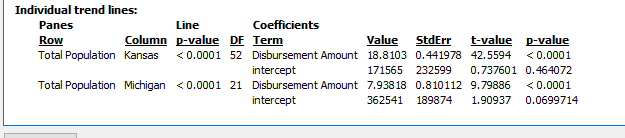 Individual trend lines:
Panes Line Coefficients
Row Column p-value DF Term Value StdErr t-value p-value
Total Population Kansas < 0.0001 52 Disbursement Amount 18.8103 0.441978 42.5594 < 0.0001
intercept 171565 232599 0.737601 0.464072
Total Population Michigan < 0.0001 21 Disbursement Amount 7.93818 0.810112 9.79886 < 0.0001
intercept 362541 189874 1.90937 0.0699714